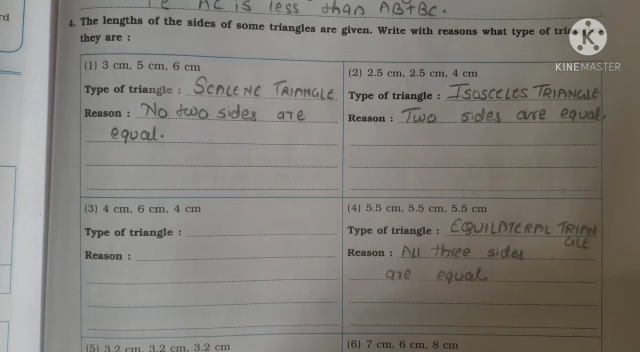 rd
AC is less than AB+BC.
4. The lengths of the sides of some triangles are given. Write with reasons what type of
they are :
KINEMASTER
(1) 3 cm, 5 cm, 6 cm
Type of triangle : SCALENE TRIANGLE
Reason : No two sides are
equal.
(2) 2.5 cm, 2.5 cm, 4 cm
Type of triangle : ISOSCELES TRIANGLE
Reason : Two sides are equal.
(3) 4 cm, 6 cm, 4 cm
Type of triangle :
Reason :
(4) 5.5 cm, 5.5 cm, 5.5 cm
Type of triangle : EQUILATERAL TRIAN
GLE
Reason : All three sides
are equal.
(5) 3.2 cm, 3.2 cm, 3.2 cm
(6) 7 cm, 6 cm, 8 cm